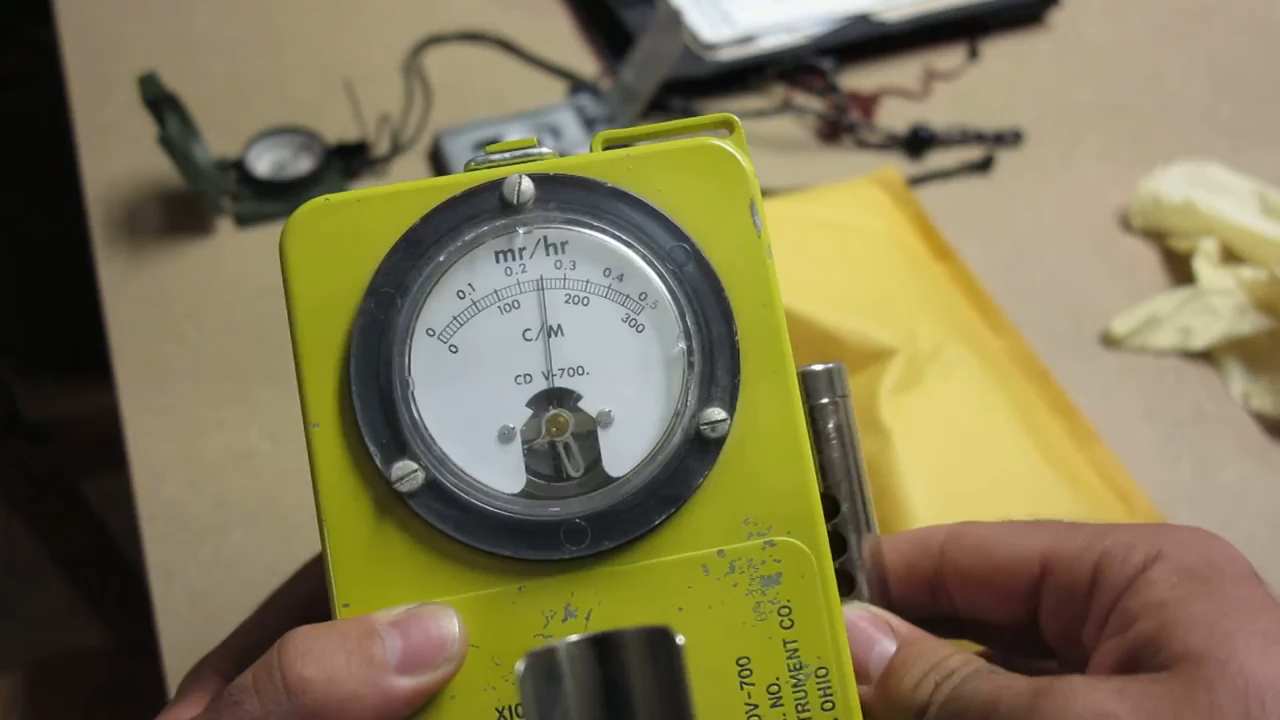 mr/hr
0 0.1 0.2 0.3 0.4 0.5
0 100 200 300
C/M
CD V-700.
X10
DV-700
. NO.
TRUMENT CO.
, OHIO